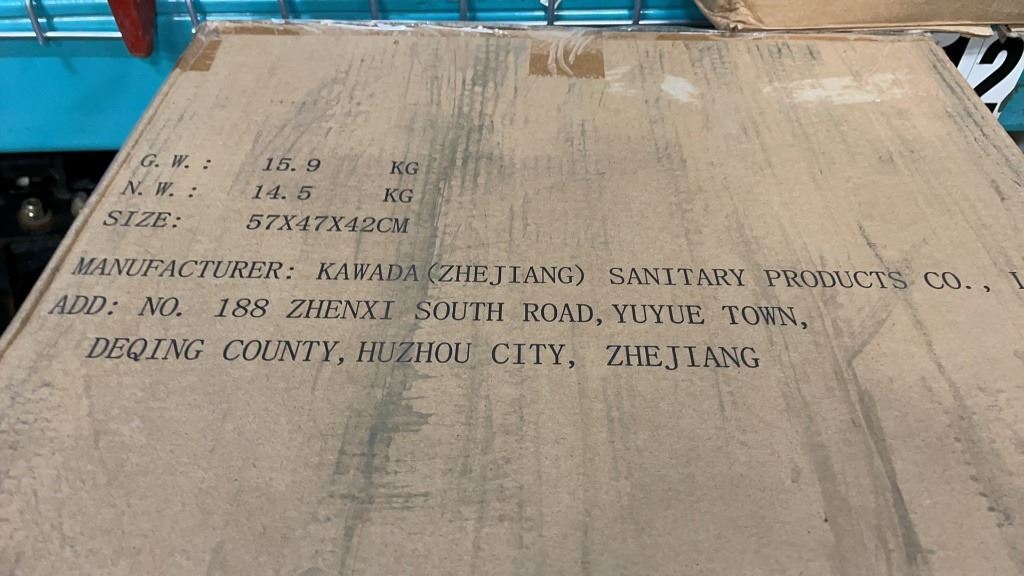 G. W. : 15. 9 KG
N. W. : 14. 5 KG
SIZE: 57X47X42CM
MANUFACTURER: KAWADA(ZHEJIANG) SANITARY PRODUCTS CO. ,
ADD: NO. 188 ZHENXI SOUTH ROAD, YUYUE TOWN,
DEQING COUNTY, HUZHOU CITY, ZHEJIANG
2